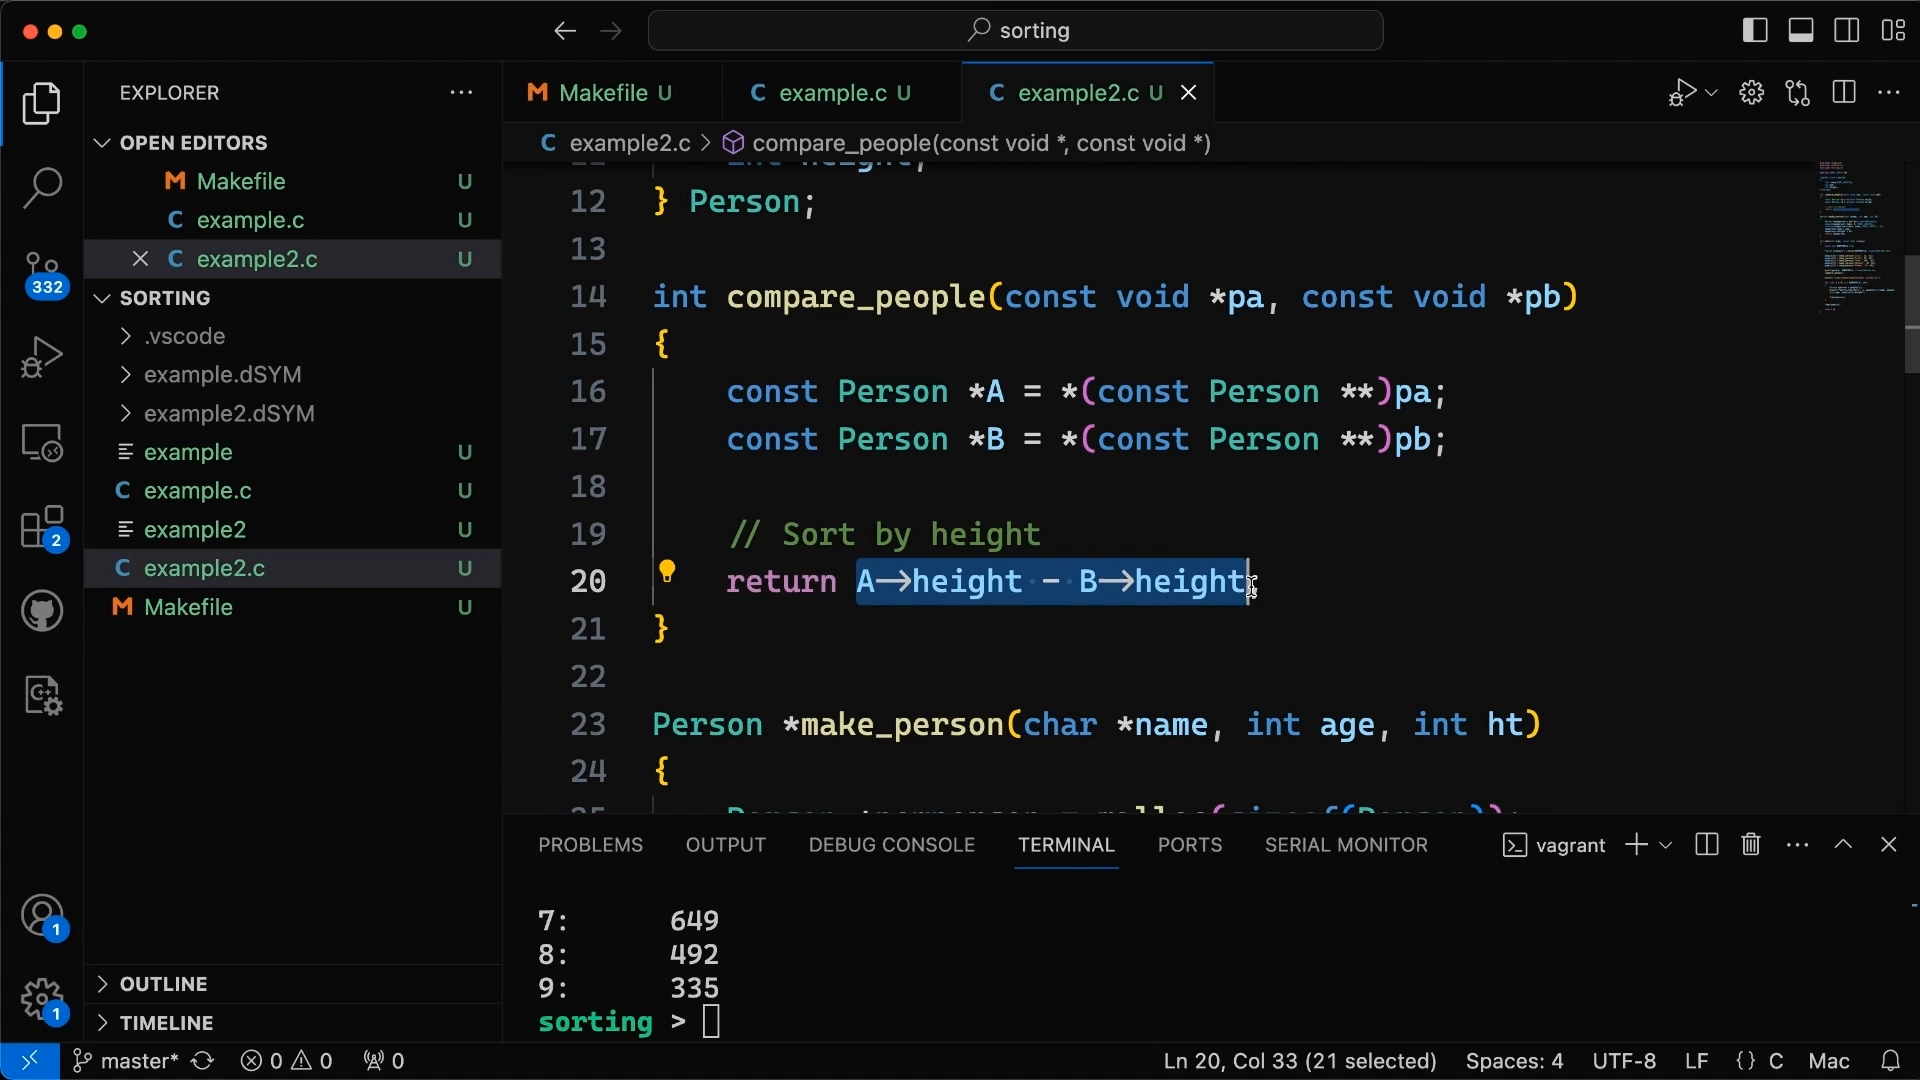 sorting
EXPLORER
OPEN EDITORS
M Makefile U
C example.c U
C example2.c U
SORTING
.vscode
example.dSYM
example2.dSYM
example U
C example.c U
example2 U
C example2.c U
M Makefile U
OUTLINE
TIMELINE
332
2
1
1
M Makefile U
C example.c U
C example2.c U
C example2.c > compare_people(const void *, const void *)
int height;
12 } Person;
13
14 int compare_people(const void *pa, const void *pb)
15 {
16 const Person *A = *(const Person **)pa;
17 const Person *B = *(const Person **)pb;
18
19 // Sort by height
20 return A->height - B->height
21 }
22
23 Person *make_person(char *name, int age, int ht)
24 {
PROBLEMS OUTPUT DEBUG CONSOLE TERMINAL PORTS SERIAL MONITOR vagrant
7: 649
8: 492
9: 335
sorting >
master* 0 0 0 Ln 20, Col 33 (21 selected) Spaces: 4 UTF-8 LF {} C Mac